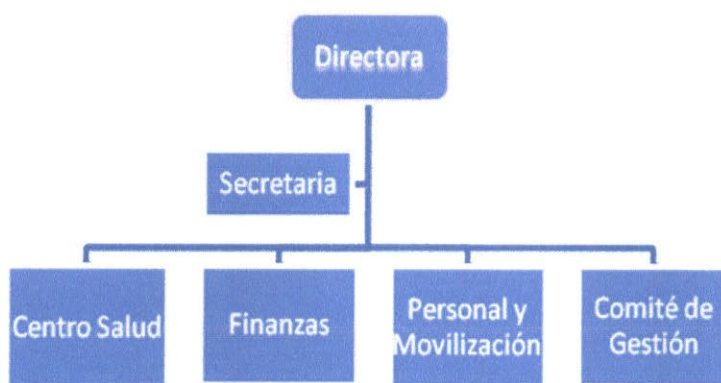 Directora
Secretaria
Centro Salud
Finanzas
Personal y
Movilización
Comité de
Gestión